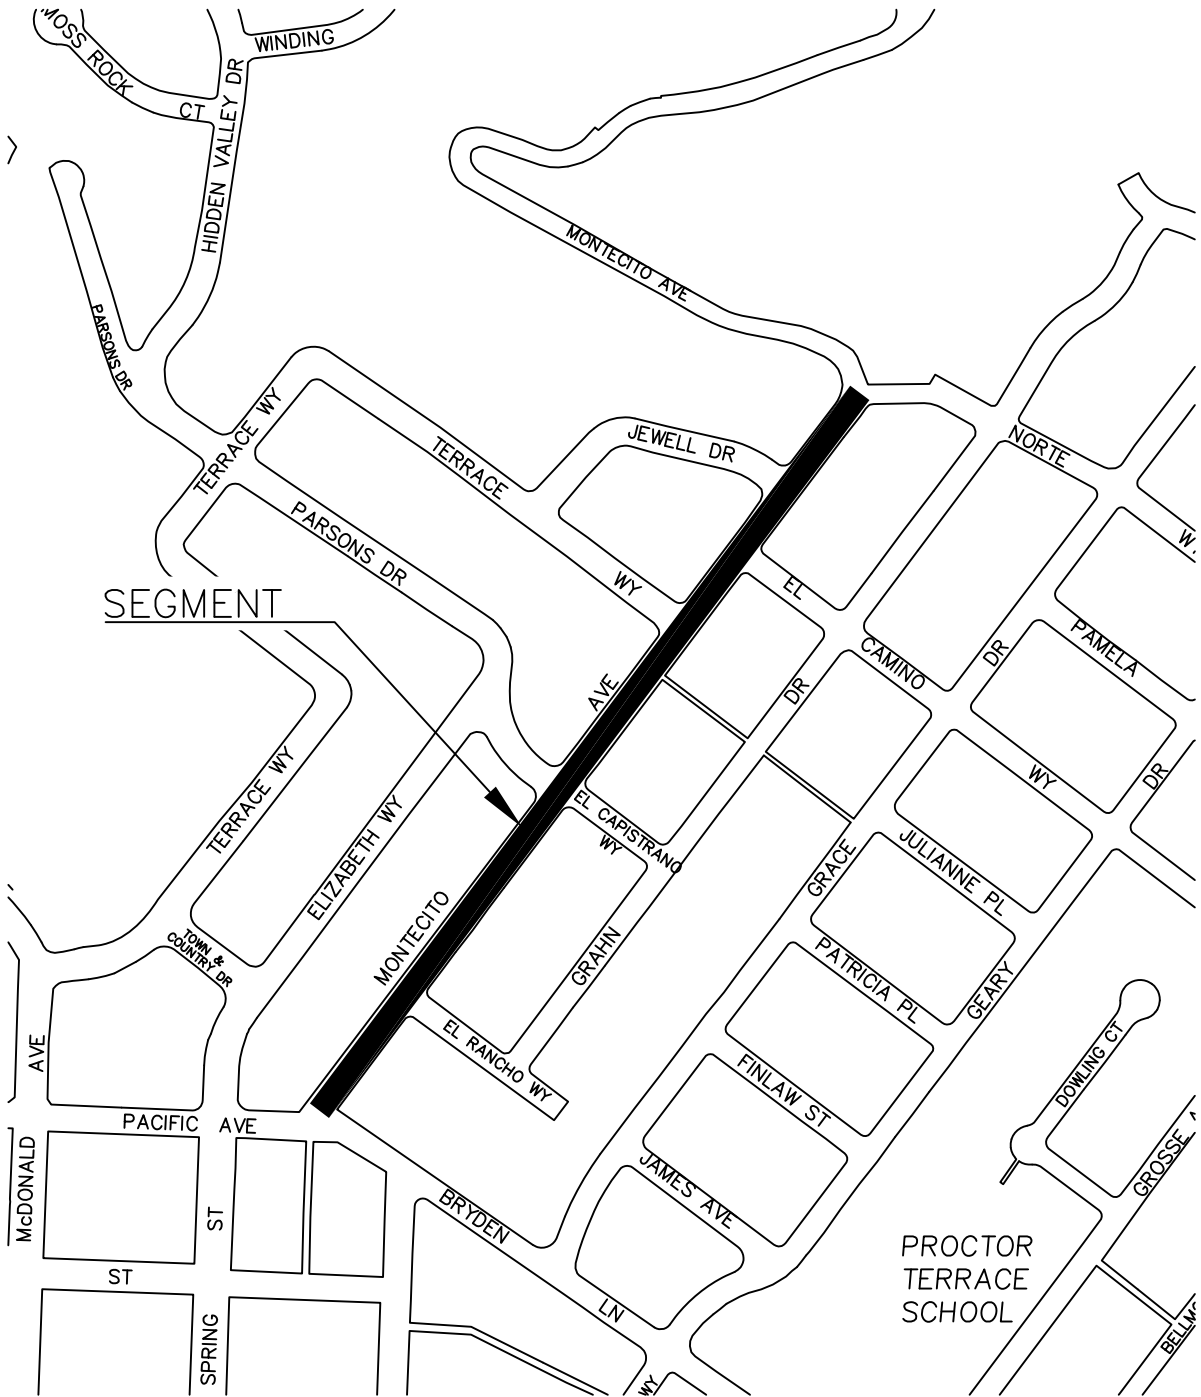 MOSS ROCK CT
WINDING
HIDDEN VALLEY DR
PARSONS DR
MONTECITO AVE
TERRACE WY
TERRACE WY
JEWELL DR
NORTE
PARSONS DR
EL CAMINO WY
SEGMENT
DR
PAMELA
MONTECITO AVE
GRAHN DR
DR
TERRACE WY
ELIZABETH WY
EL CAPISTRANO
WY
GRACE
JULIANNE PL
TOWN &
COUNTRY DR
PATRICIA PL
GEARY
EL RANCHO WY
FINLAW ST
DOWLING CT
McDONALD AVE
PACIFIC AVE
GROSSE
JAMES AVE
BRYDEN LN
SPRING ST
ST
PROCTOR
TERRACE
SCHOOL
WY